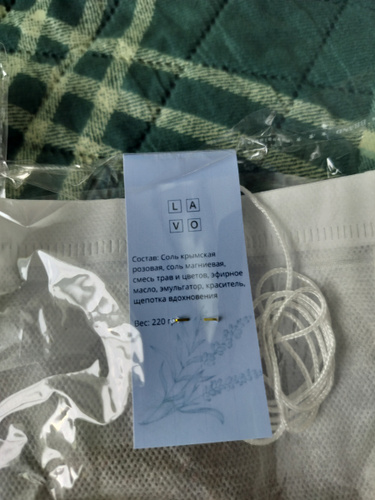 L A
V O
Состав: Соль крымская
розовая, соль магниевая,
смесь трав и цветов, эфирное
масло, эмульгатор, краситель,
щепотка вдохновения
Вес: 220 г